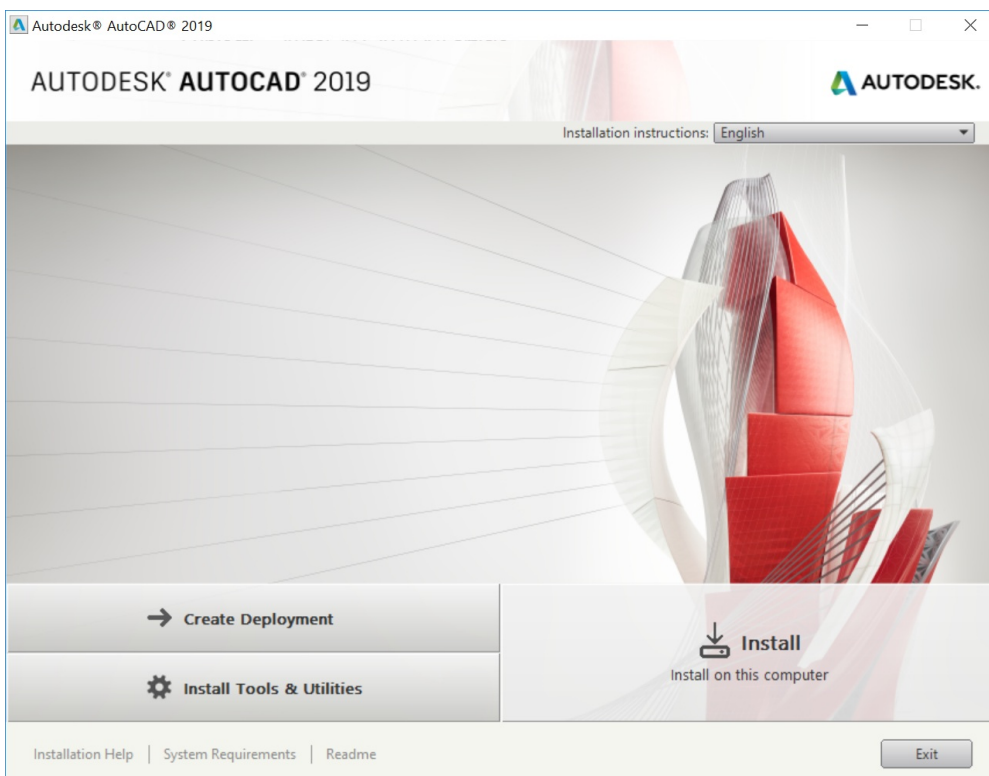 Autodesk® AutoCAD® 2019
AUTODESK® AUTOCAD® 2019
AUTODESK.
Installation instructions: English
Create Deployment
Install Tools & Utilities
Install
Install on this computer
Installation Help | System Requirements | Readme
Exit